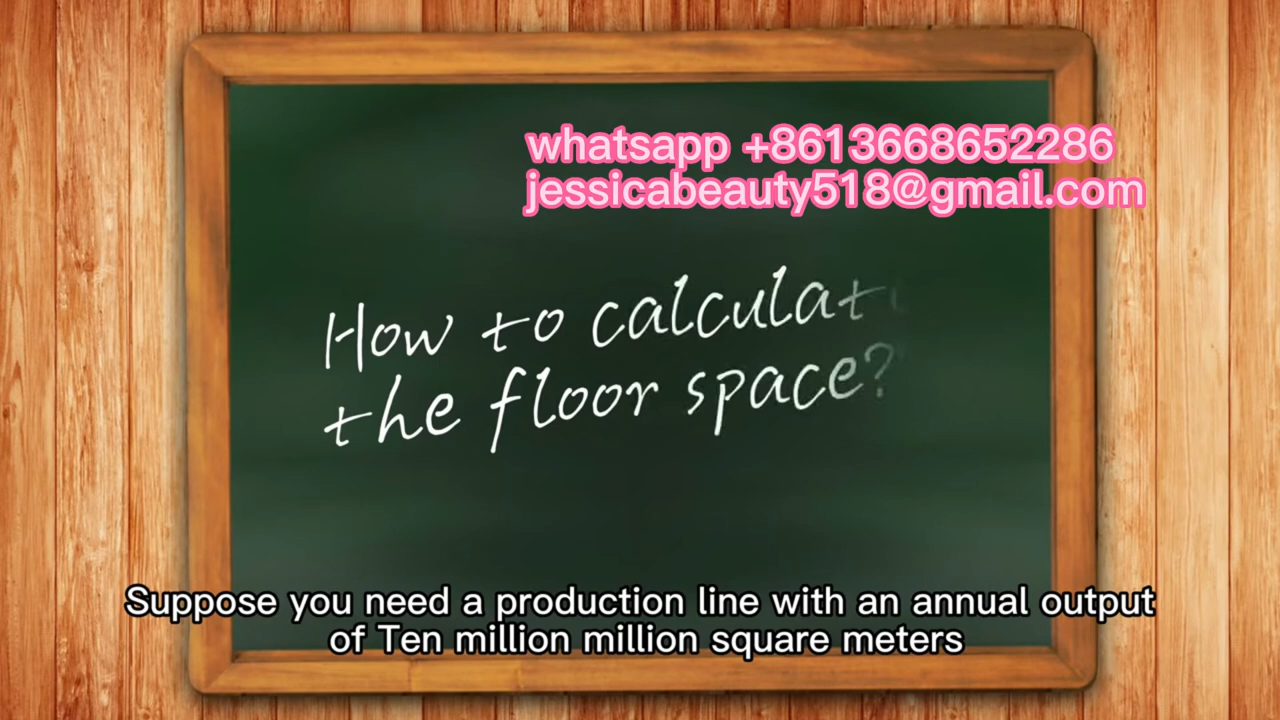 whatsapp +8613668652286
jessicabeauty518@gmail.com
How to calculate
the floor space?
Suppose you need a production line with an annual output
of Ten million million square meters